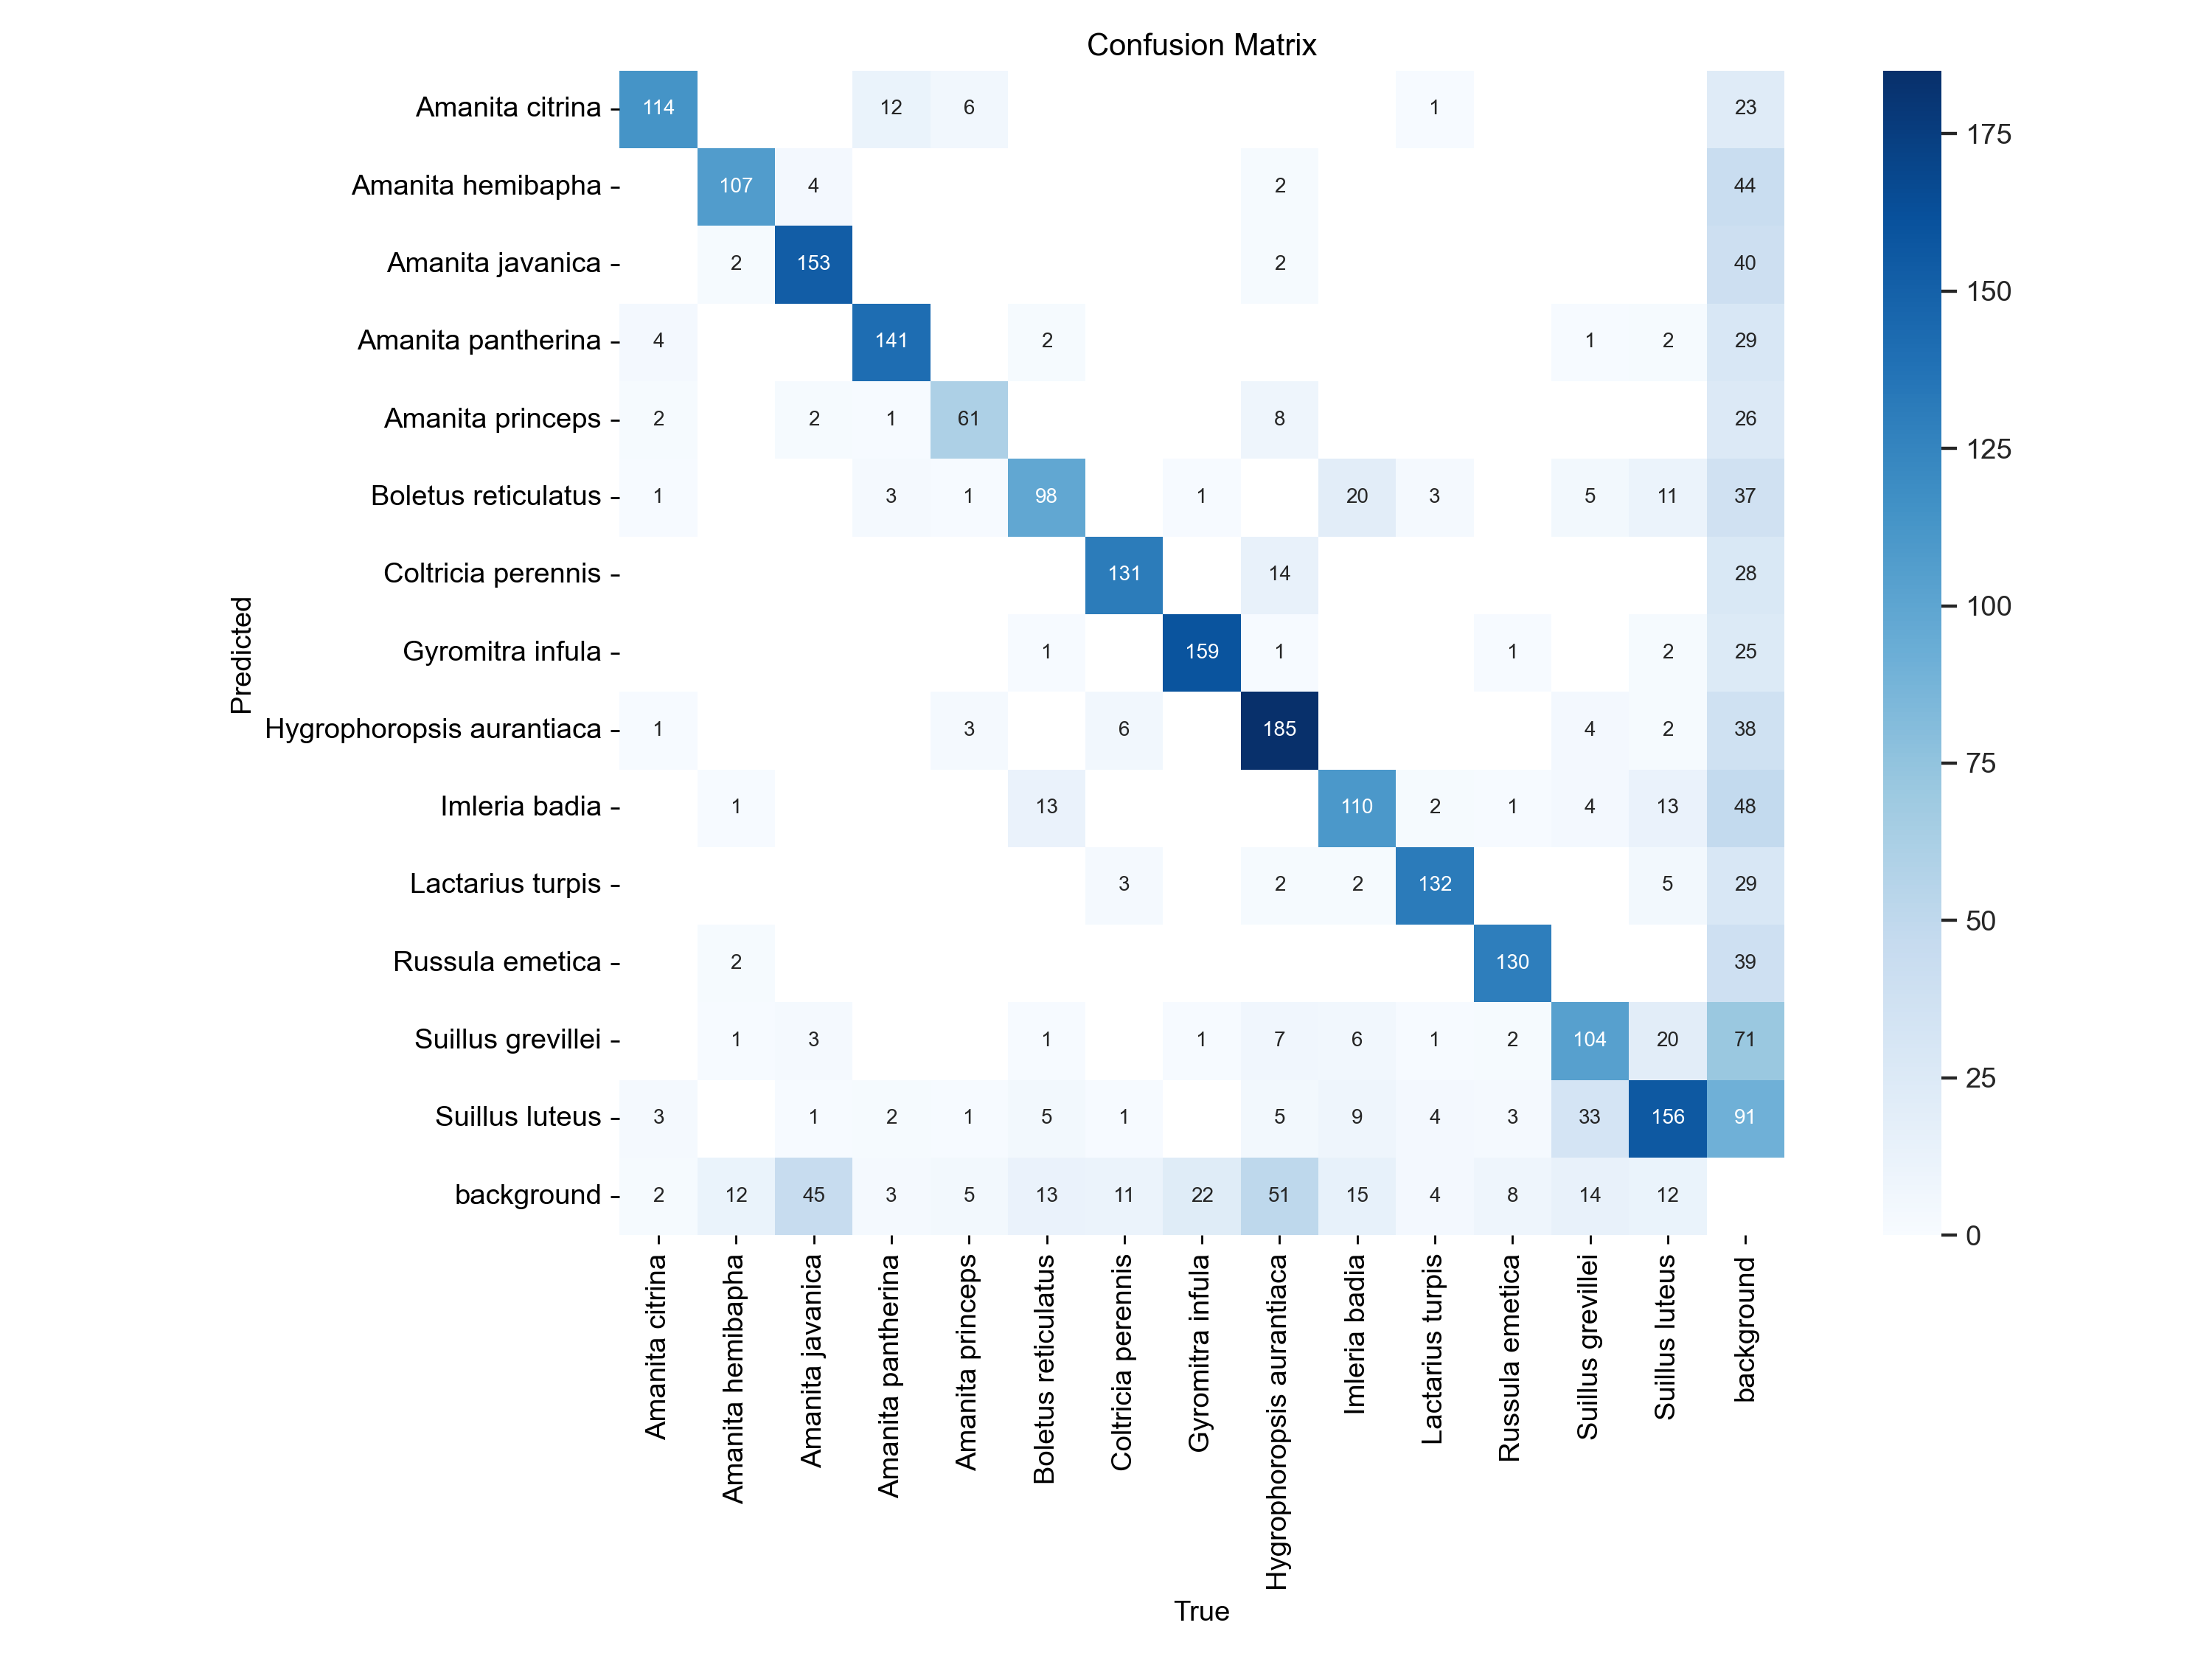 Confusion Matrix
Amanita citrina 114 12 6 1 23
Amanita hemibapha 107 4 2 44
Amanita javanica 2 153 2 40
Amanita pantherina 4 141 2 1 2 29
Amanita princeps 2 2 1 61 8 26
Boletus reticulatus 1 3 1 98 1 20 3 5 11 37
Coltricia perennis 131 14 28
Gyromitra infula 1 159 1 1 2 25
Hygrophoropsis aurantiaca 1 3 6 185 4 2 38
Imleria badia 1 13 110 2 1 4 13 48
Lactarius turpis 3 2 2 132 5 29
Russula emetica 2 130 39
Suillus grevillei 1 3 1 1 7 6 1 2 104 20 71
Suillus luteus 3 1 2 1 5 1 5 9 4 3 33 156 91
background 2 12 45 3 5 13 11 22 51 15 4 8 14 12
Predicted
Amanita citrina
Amanita hemibapha
Amanita javanica
Amanita pantherina
Amanita princeps
Boletus reticulatus
Coltricia perennis
Gyromitra infula
Hygrophoropsis aurantiaca
Imleria badia
Lactarius turpis
Russula emetica
Suillus grevillei
Suillus luteus
background
True
175
150
125
100
75
50
25
0